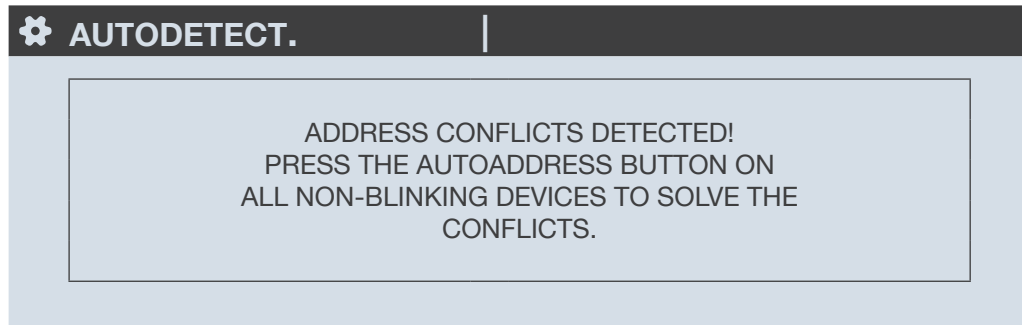 AUTODETECT.
ADDRESS CONFLICTS DETECTED!
PRESS THE AUTOADDRESS BUTTON ON
ALL NON-BLINKING DEVICES TO SOLVE THE
CONFLICTS.